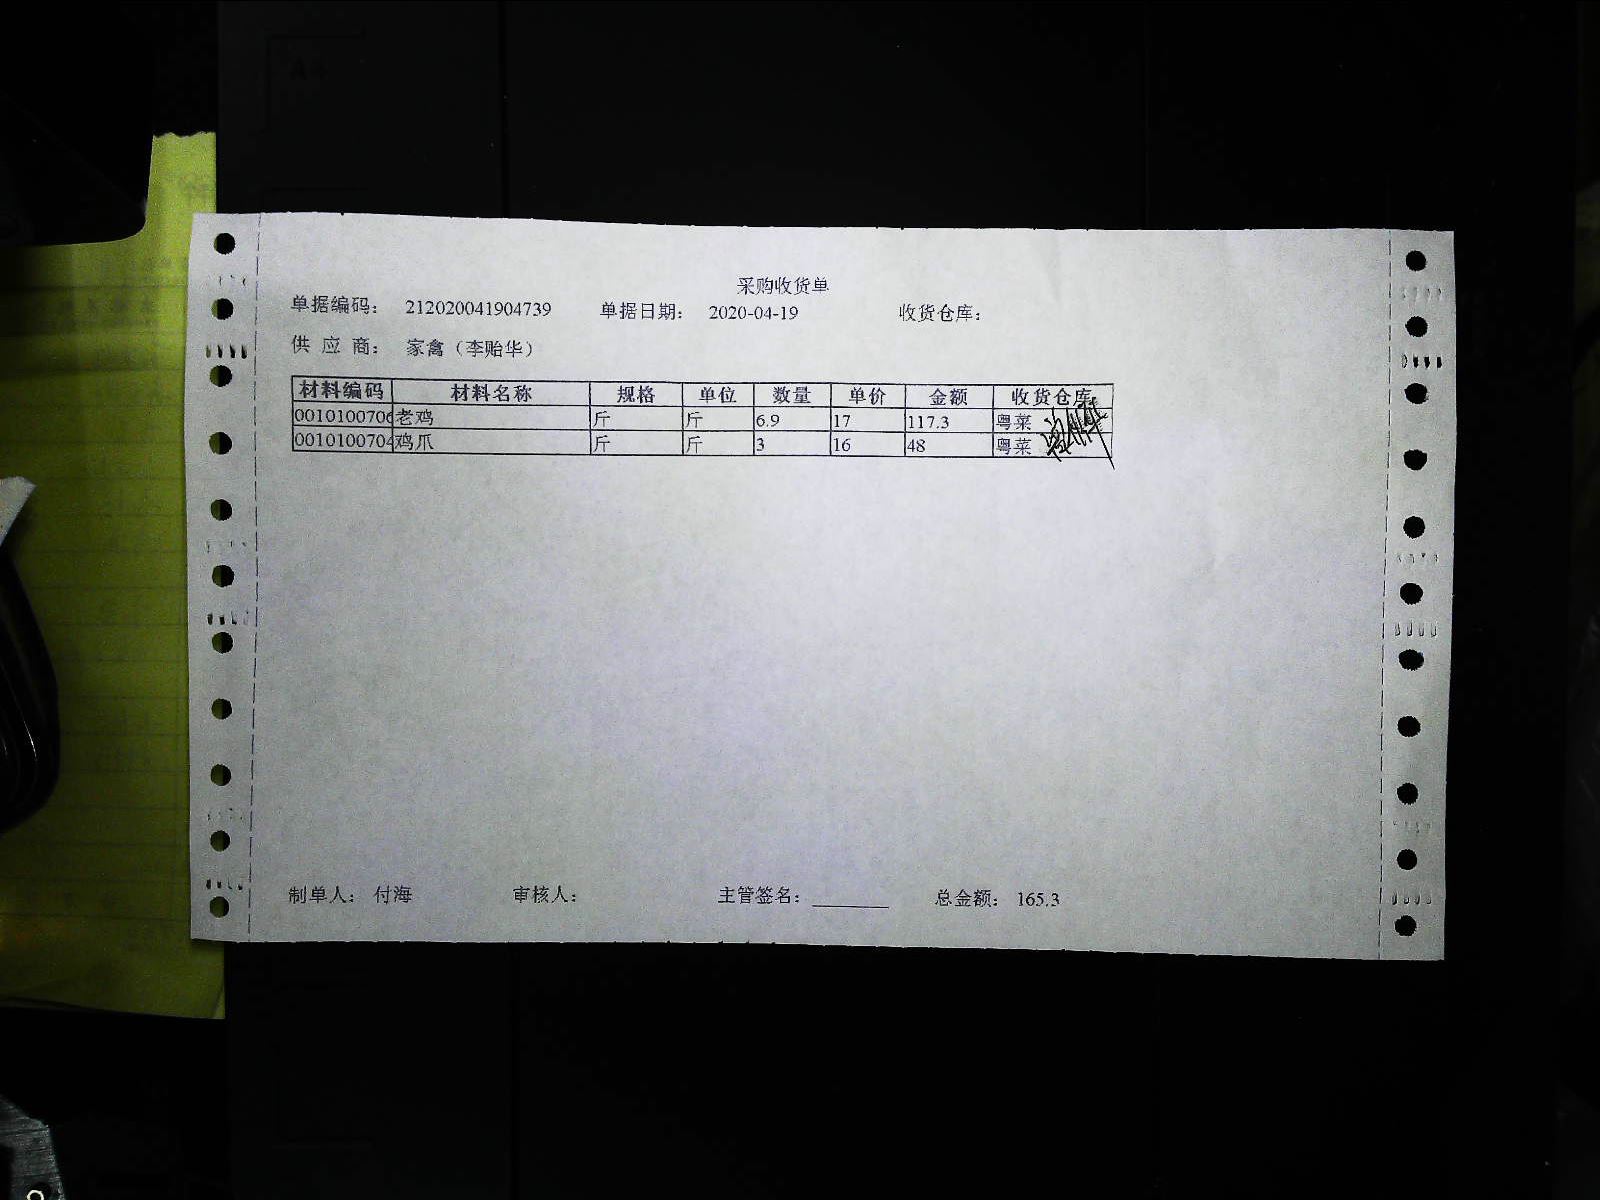 采购收货单
单据编码： 212020041904739 单据日期： 2020-04-19 收货仓库：
供 应 商： 家禽（李贻华）
材料编码 材料名称 规格 单位 数量 单价 金额 收货仓库
0010100706 老鸡 斤 斤 6.9 17 117.3 粤菜
0010100704 鸡爪 斤 斤 3 16 48 粤菜
制单人： 付海 审核人： 主管签名： 总金额： 165.3